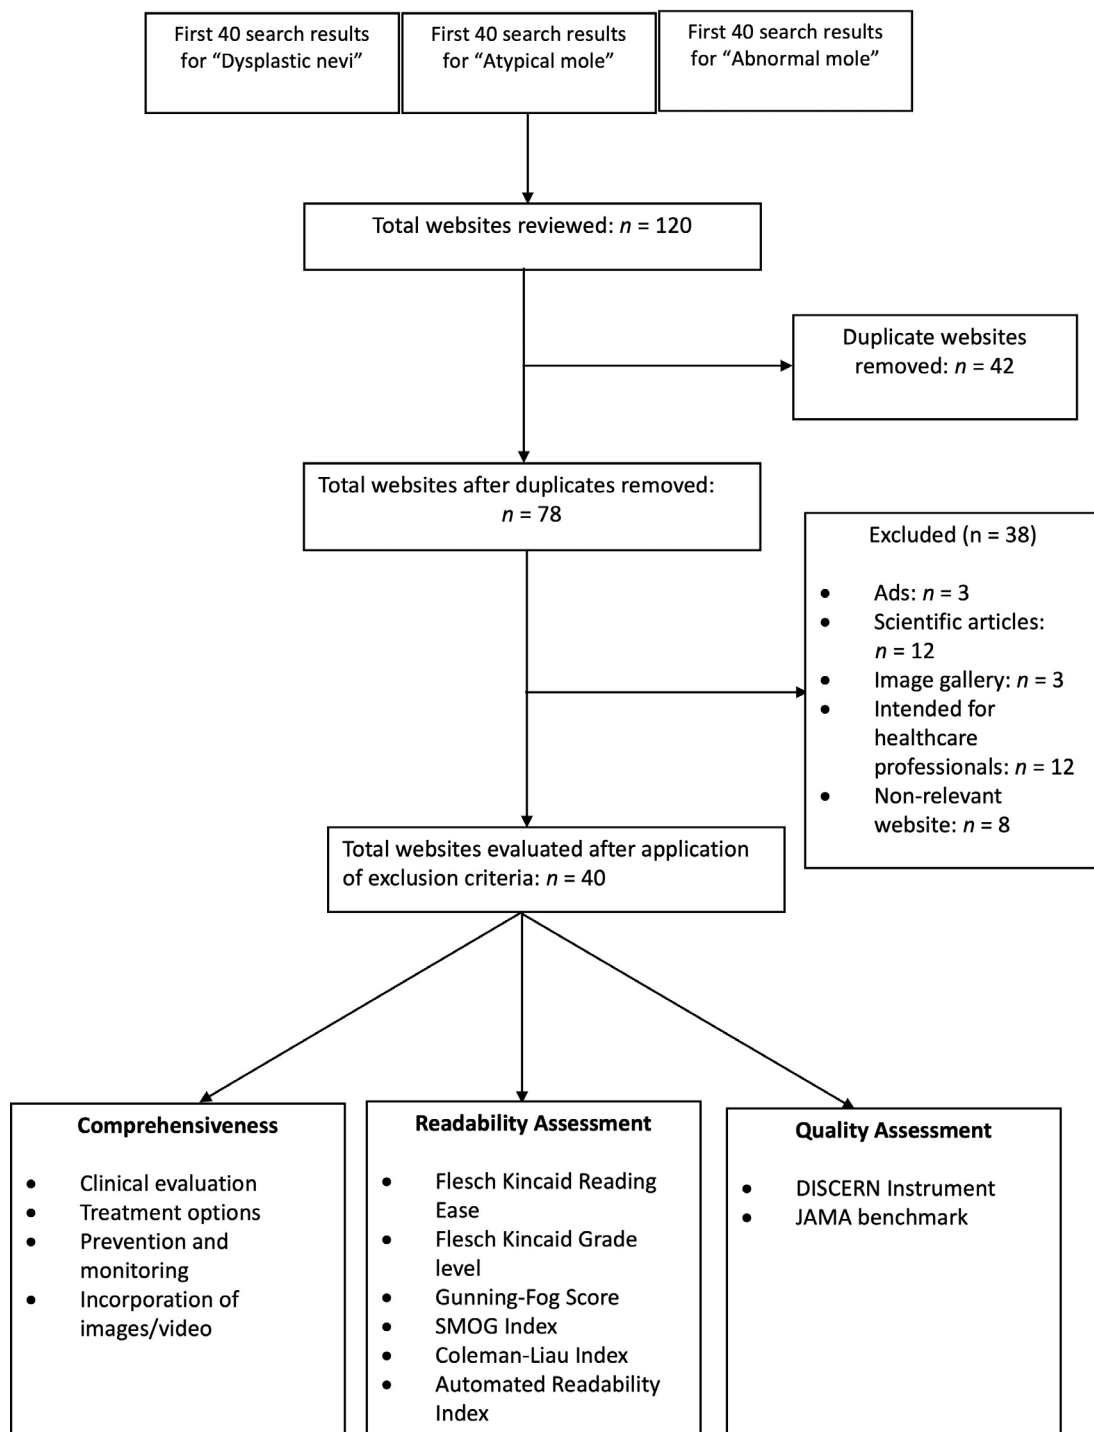 First 40 search results
for “Dysplastic nevi”
First 40 search results
for “Atypical mole”
First 40 search results
for “Abnormal mole”
Total websites reviewed: n = 120
Duplicate websites
removed: n = 42
Total websites after duplicates removed:
n = 78
Excluded (n = 38)
• Ads: n = 3
• Scientific articles:
n = 12
• Image gallery: n = 3
• Intended for
healthcare
professionals: n = 12
• Non-relevant
website: n = 8
Total websites evaluated after application
of exclusion criteria: n = 40
Comprehensiveness
• Clinical evaluation
• Treatment options
• Prevention and
monitoring
• Incorporation of
images/video
Readability Assessment
• Flesch Kincaid Reading
Ease
• Flesch Kincaid Grade
level
• Gunning-Fog Score
• SMOG Index
• Coleman-Liau Index
• Automated Readability
Index
Quality Assessment
• DISCERN Instrument
• JAMA benchmark